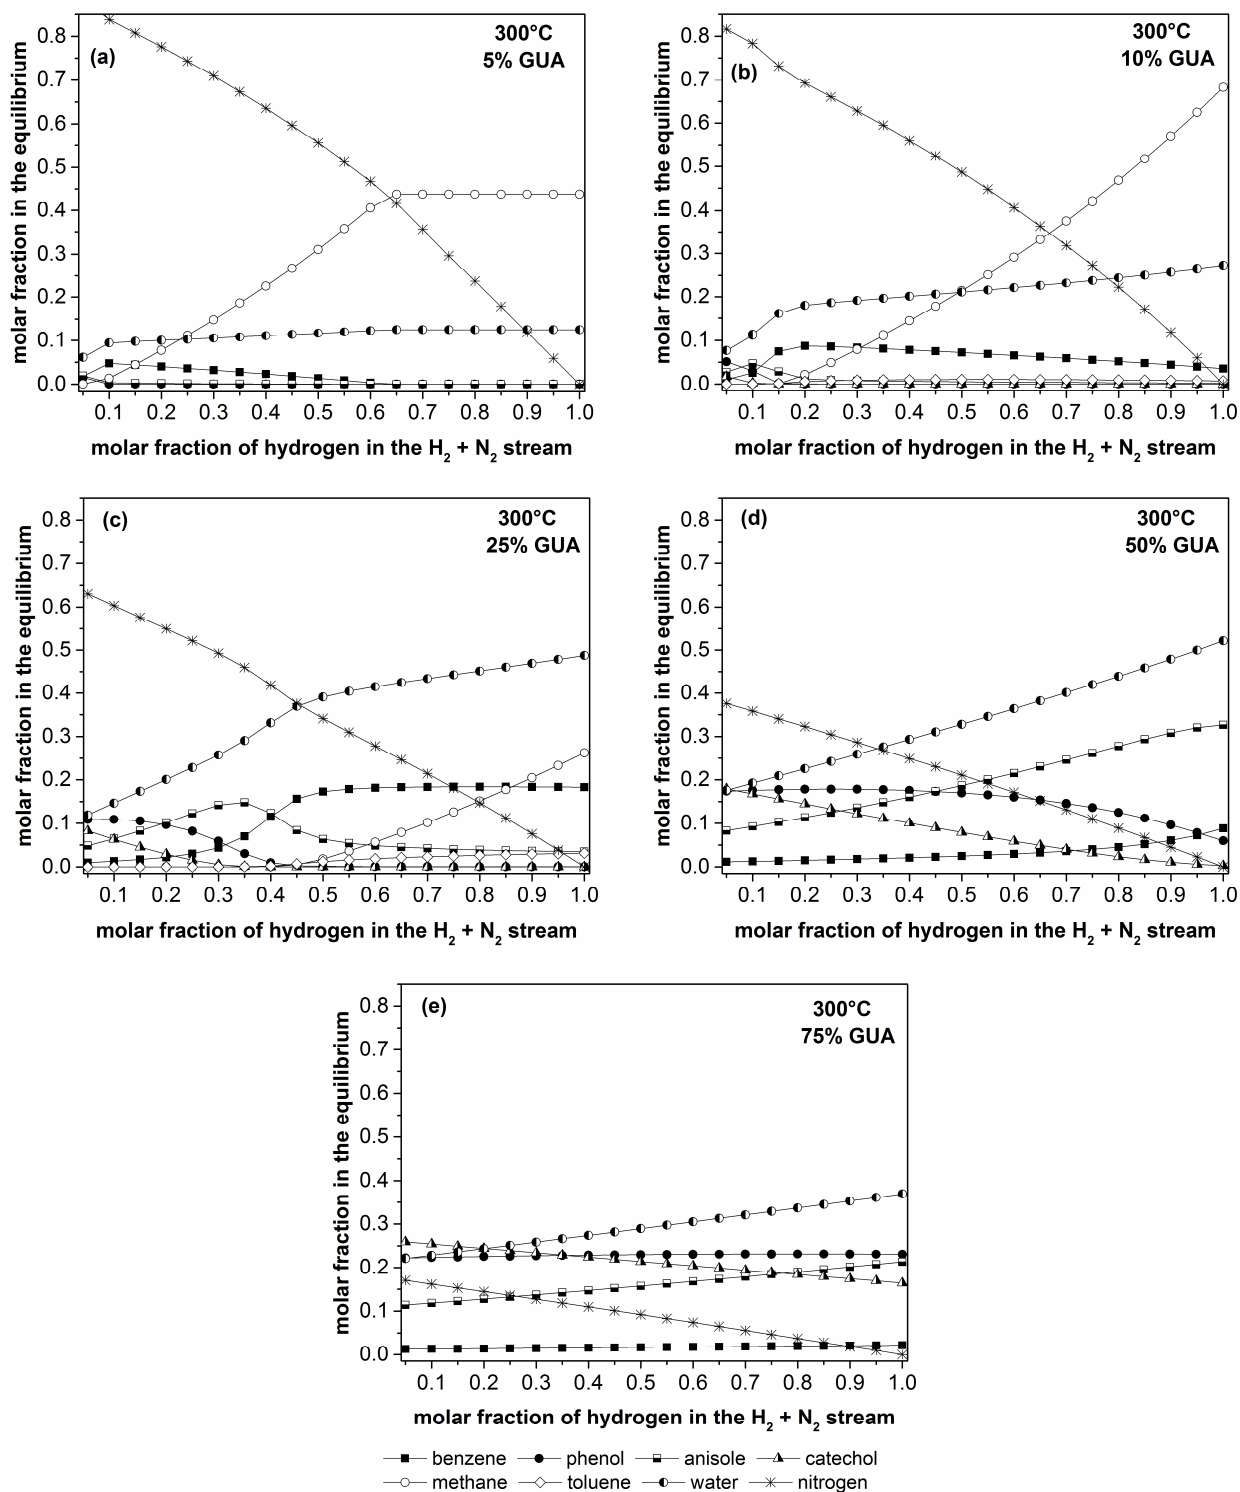 (a)
300°C
5% GUA
molar fraction in the equilibrium
0.8
0.7
0.6
0.5
0.4
0.3
0.2
0.1
0.0
0.1 0.2 0.3 0.4 0.5 0.6 0.7 0.8 0.9 1.0
molar fraction of hydrogen in the H₂ + N₂ stream
(b)
300°C
10% GUA
molar fraction in the equilibrium
0.8
0.7
0.6
0.5
0.4
0.3
0.2
0.1
0.0
0.1 0.2 0.3 0.4 0.5 0.6 0.7 0.8 0.9 1.0
molar fraction of hydrogen in the H₂ + N₂ stream
(c)
300°C
25% GUA
molar fraction in the equilibrium
0.8
0.7
0.6
0.5
0.4
0.3
0.2
0.1
0.0
0.1 0.2 0.3 0.4 0.5 0.6 0.7 0.8 0.9 1.0
molar fraction of hydrogen in the H₂ + N₂ stream
(d)
300°C
50% GUA
molar fraction in the equilibrium
0.8
0.7
0.6
0.5
0.4
0.3
0.2
0.1
0.0
0.1 0.2 0.3 0.4 0.5 0.6 0.7 0.8 0.9 1.0
molar fraction of hydrogen in the H₂ + N₂ stream
(e)
300°C
75% GUA
molar fraction in the equilibrium
0.8
0.7
0.6
0.5
0.4
0.3
0.2
0.1
0.0
0.1 0.2 0.3 0.4 0.5 0.6 0.7 0.8 0.9 1.0
molar fraction of hydrogen in the H₂ + N₂ stream
benzene phenol anisole catechol
methane toluene water nitrogen